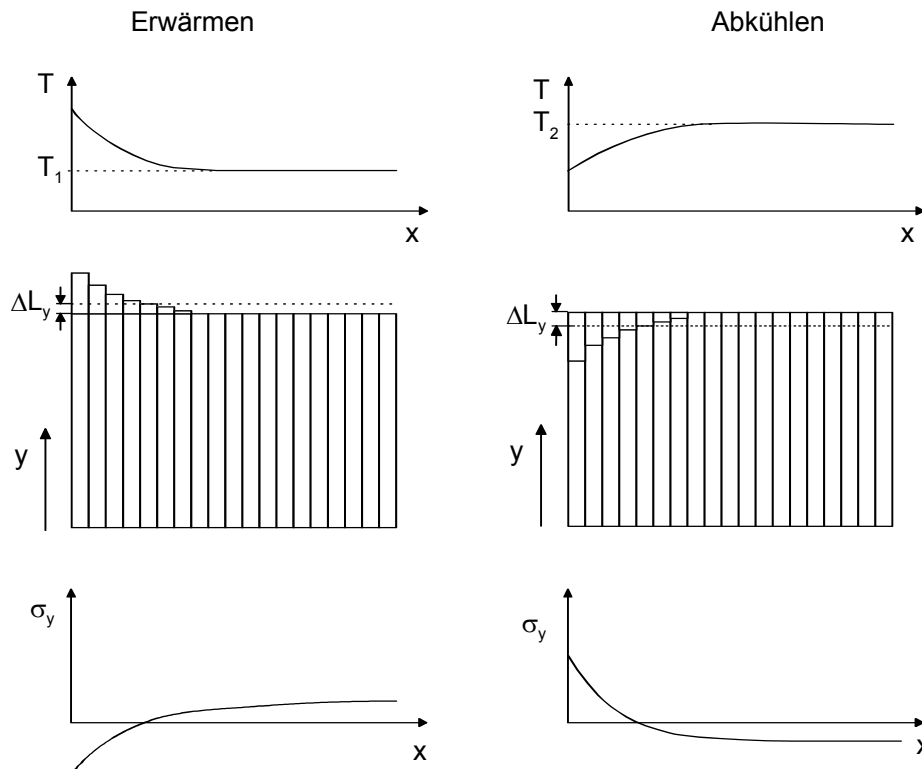 Erwärmen
Abkühlen
T
T₁
x
T
T₂
x
ΔL_y
y
ΔL_y
y
σ_y
x
σ_y
x